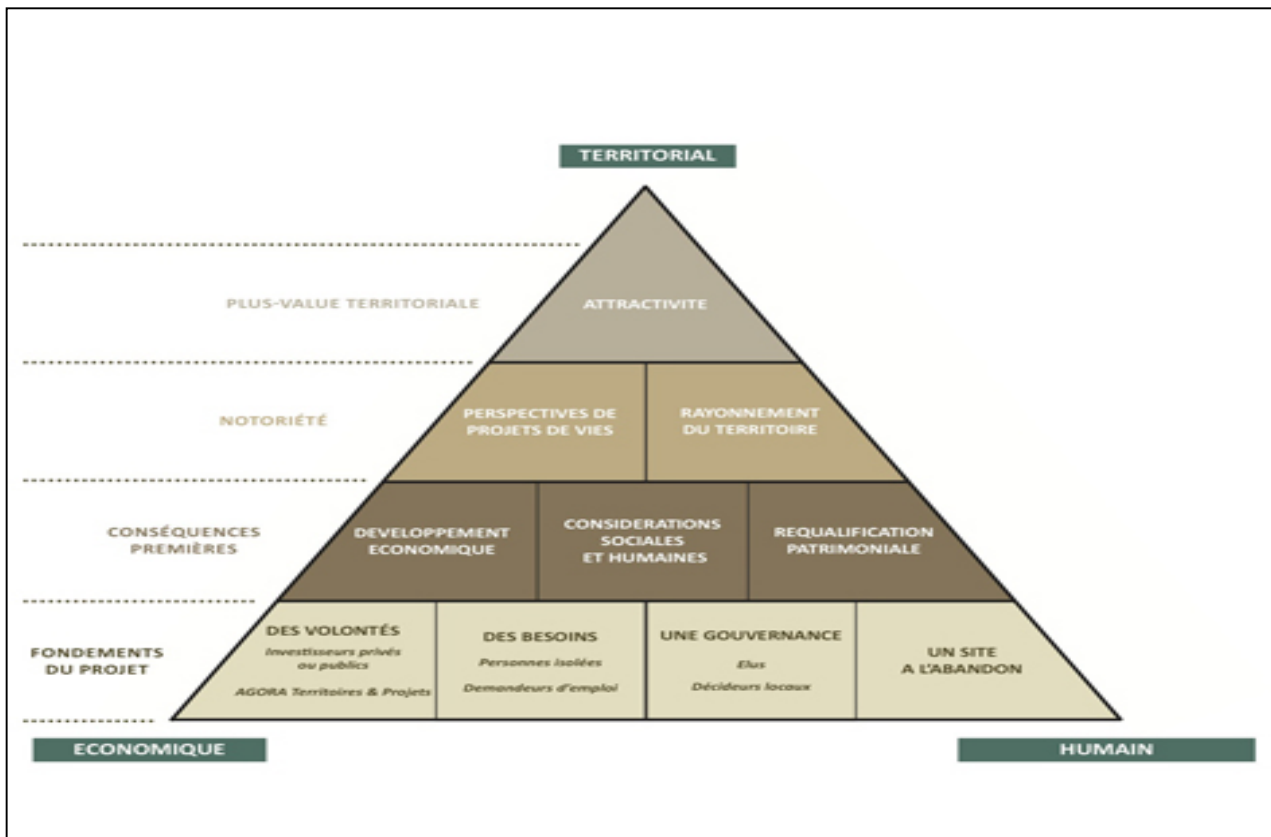 TERRITORIAL
PLUS-VALUE TERRITORIALE
ATTRACTIVITE
NOTORIÉTÉ
PERSPECTIVES DE
PROJETS DE VIES
RAYONNEMENT
DU TERRITOIRE
CONSÉQUENCES
PREMIÈRES
DEVELOPPEMENT
ECONOMIQUE
CONSIDERATIONS
SOCIALES
ET HUMAINES
REQUALIFICATION
PATRIMONIALE
FONDEMENTS
DU PROJET
DES VOLONTÉS
Investisseurs privés
ou publics
AGORA Territoires & Projets
DES BESOINS
Personnes isolées
Demandeurs d'emploi
UNE GOUVERNANCE
Elus
Décideurs locaux
UN SITE
A L'ABANDON
ECONOMIQUE
HUMAIN